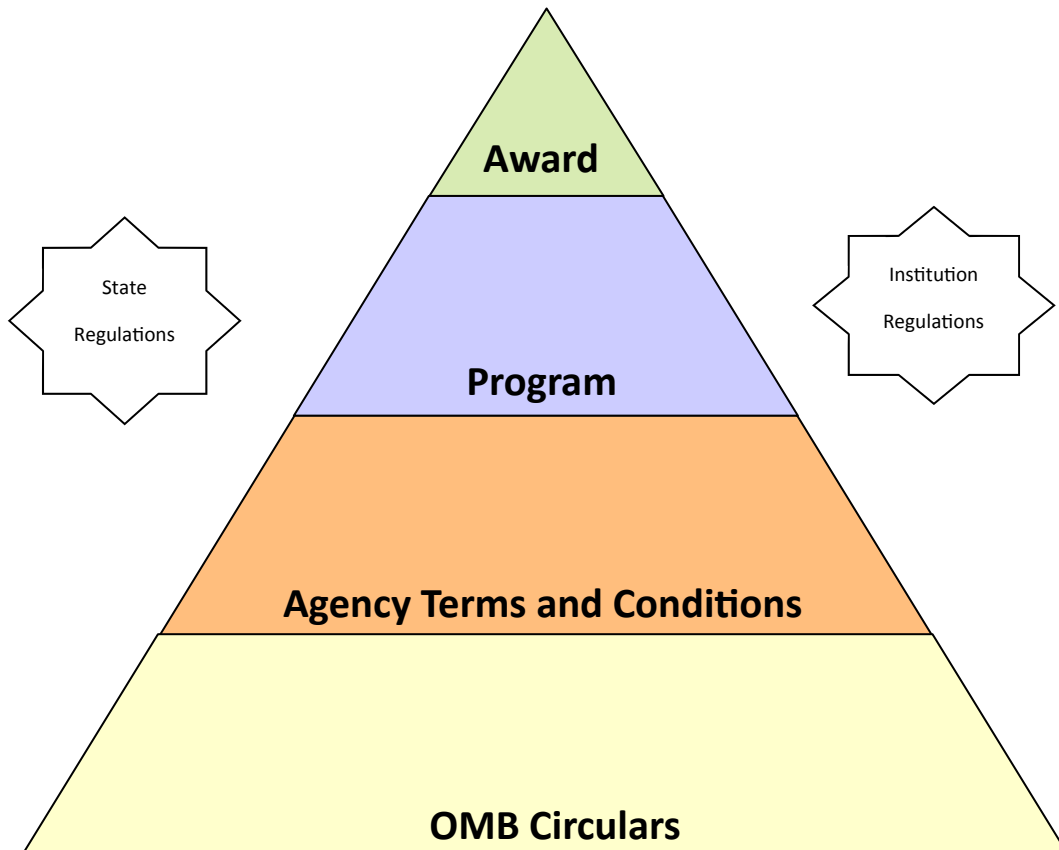 Award
State
Regulations
Institution
Regulations
Program
Agency Terms and Conditions
OMB Circulars